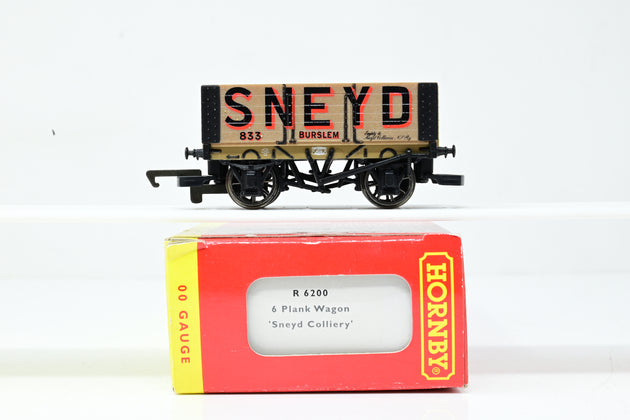 SNEYD
833 BURSLEM
00 GAUGE
R 6200
6 Plank Wagon
'Sneyd Colliery'
HORNBY®